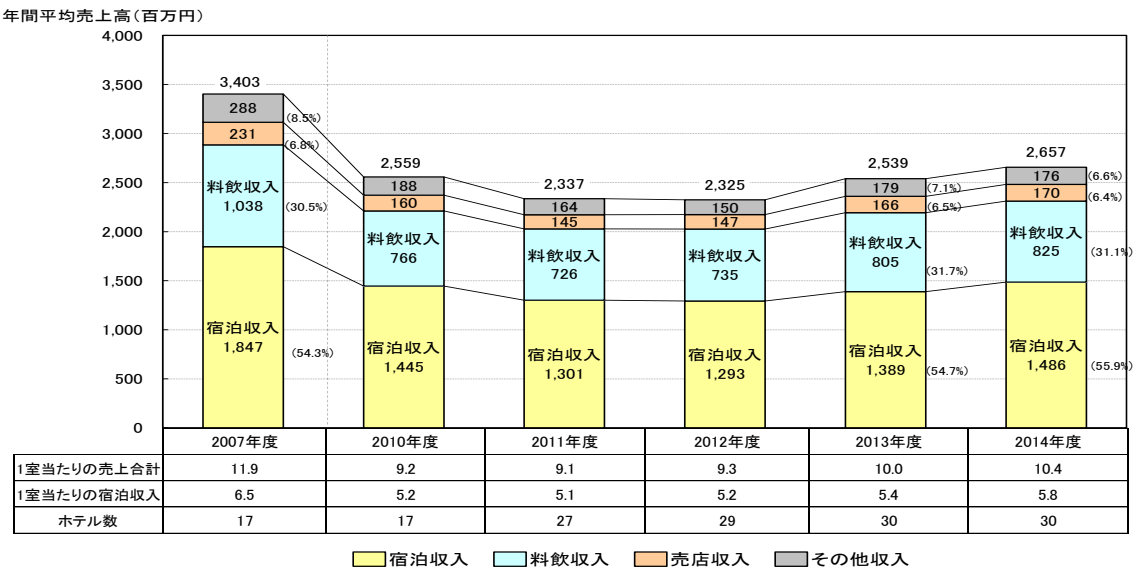 年間平均売上高(百万円)
4,000
3,500
3,000
2,500
2,000
1,500
1,000
500
0
3,403
288
(8.5%)
231
(6.8%)
料飲収入
1,038
(30.5%)
宿泊収入
1,847
(54.3%)
2,559
188
160
料飲収入
766
宿泊収入
1,445
2,337
164
145
料飲収入
726
宿泊収入
1,301
2,325
150
147
料飲収入
735
宿泊収入
1,293
2,539
179
(7.1%)
166
(6.5%)
料飲収入
805
(31.7%)
宿泊収入
1,389
(54.7%)
2,657
176
(6.6%)
170
(6.4%)
料飲収入
825
(31.1%)
宿泊収入
1,486
(55.9%)
2007年度 2010年度 2011年度 2012年度 2013年度 2014年度
1室当たりの売上合計 11.9 9.2 9.1 9.3 10.0 10.4
1室当たりの宿泊収入 6.5 5.2 5.1 5.2 5.4 5.8
ホテル数 17 17 27 29 30 30
宿泊収入 料飲収入 売店収入 その他収入